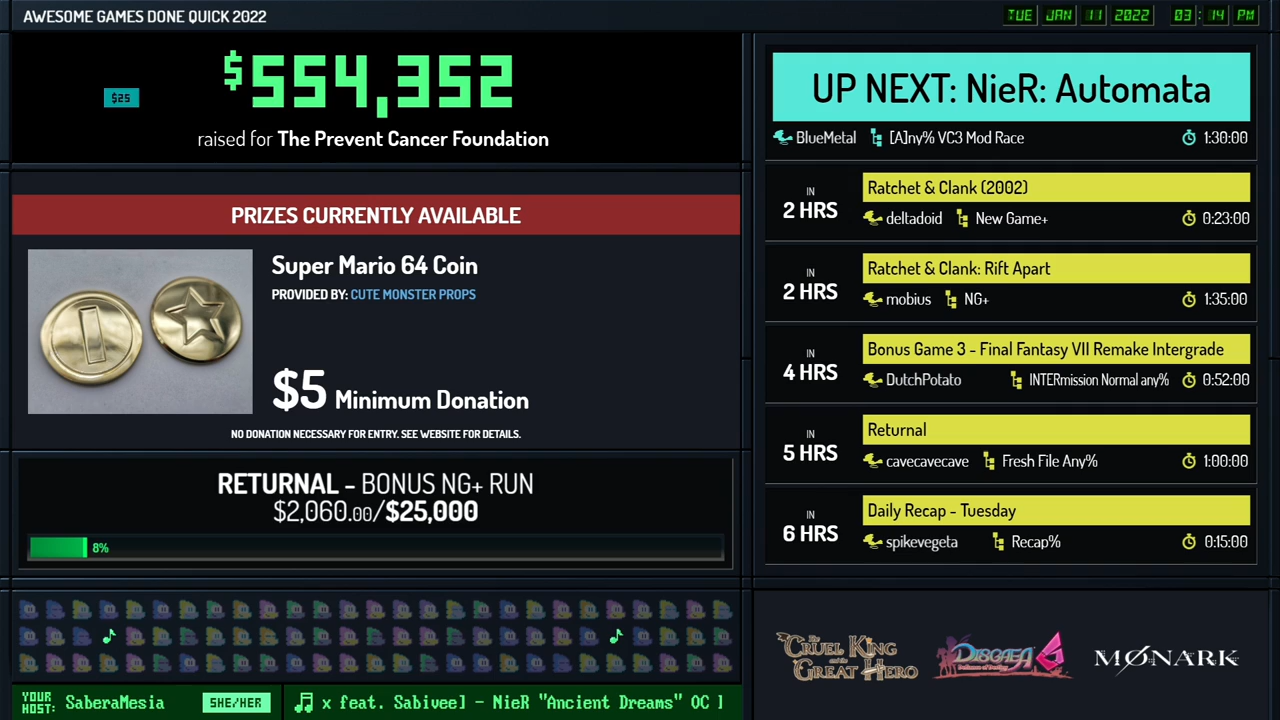 AWESOME GAMES DONE QUICK 2022
TUE JAN 11 2022 03:14 PM
$25
$554,352
raised for The Prevent Cancer Foundation
PRIZES CURRENTLY AVAILABLE
Super Mario 64 Coin
PROVIDED BY: CUTE MONSTER PROPS
$5 Minimum Donation
NO DONATION NECESSARY FOR ENTRY. SEE WEBSITE FOR DETAILS.
RETURNAL - BONUS NG+ RUN
$2,060.00/$25,000
8%
UP NEXT: NieR: Automata
BlueMetal [A]ny% VC3 Mod Race 1:30:00
IN 2 HRS
Ratchet & Clank (2002)
deltadoid New Game+ 0:23:00
IN 2 HRS
Ratchet & Clank: Rift Apart
mobius NG+ 1:35:00
IN 4 HRS
Bonus Game 3 - Final Fantasy VII Remake Intergrade
DutchPotato INTERmission Normal any% 0:52:00
IN 5 HRS
Returnal
cavecavecave Fresh File Any% 1:00:00
IN 6 HRS
Daily Recap - Tuesday
spikevegeta Recap% 0:15:00
YOUR HOST: SaberaMesia SHE/HER
x feat. Sabivee] - NieR "Ancient Dreams" OC
The Cruel King and the Great Hero
DISGAEA 6
MONARK